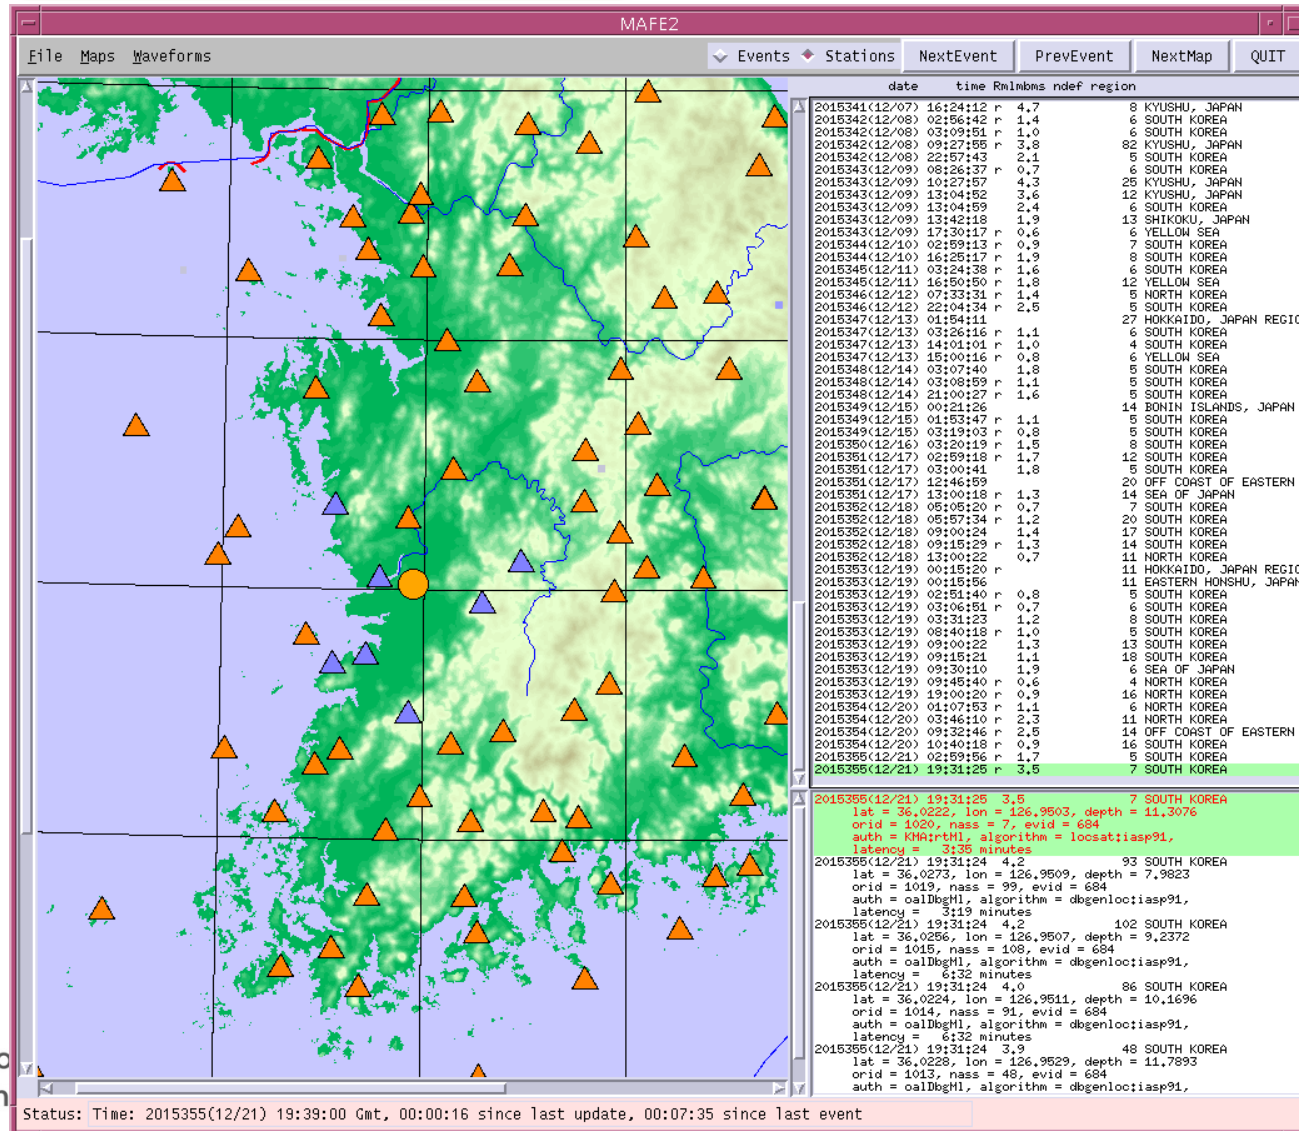 MAFE2
File Maps Waveforms Events Stations NextEvent PrevEvent NextMap QUIT
date time Rmlmbms ndef region
2015341(12/07) 16:24:12 r 4.7 8 KYUSHU, JAPAN
2015342(12/08) 02:56:42 r 1.4 6 SOUTH KOREA
2015342(12/08) 03:09:51 r 1.0 6 SOUTH KOREA
2015342(12/08) 09:27:55 r 3.8 82 KYUSHU, JAPAN
2015342(12/08) 22:57:43 2.1 5 SOUTH KOREA
2015343(12/09) 08:26:37 r 0.7 6 SOUTH KOREA
2015343(12/09) 10:27:57 4.3 25 KYUSHU, JAPAN
2015343(12/09) 13:04:52 3.6 12 KYUSHU, JAPAN
2015343(12/09) 13:04:59 2.4 6 SOUTH KOREA
2015343(12/09) 13:42:18 1.9 13 SHIKOKU, JAPAN
2015343(12/09) 17:30:17 r 0.6 6 YELLOW SEA
2015344(12/10) 02:59:13 r 0.9 7 SOUTH KOREA
2015344(12/10) 16:25:17 r 1.9 8 SOUTH KOREA
2015345(12/11) 03:24:38 r 1.6 6 SOUTH KOREA
2015345(12/11) 16:50:50 r 1.8 12 YELLOW SEA
2015346(12/12) 07:33:31 r 1.4 5 NORTH KOREA
2015346(12/12) 22:04:34 r 2.5 5 SOUTH KOREA
2015347(12/13) 01:54:11 27 HOKKAIDO, JAPAN REGIO
2015347(12/13) 03:26:16 r 1.1 6 SOUTH KOREA
2015347(12/13) 14:01:01 r 1.0 4 SOUTH KOREA
2015347(12/13) 15:00:16 r 0.8 6 YELLOW SEA
2015348(12/14) 03:07:40 1.8 5 SOUTH KOREA
2015348(12/14) 03:08:59 r 1.1 5 SOUTH KOREA
2015348(12/14) 21:00:27 r 1.6 5 SOUTH KOREA
2015349(12/15) 00:21:26 14 BONIN ISLANDS, JAPAN
2015349(12/15) 01:53:47 r 1.1 5 SOUTH KOREA
2015349(12/15) 03:19:03 r 0.8 5 SOUTH KOREA
2015350(12/16) 03:20:19 r 1.5 8 SOUTH KOREA
2015351(12/17) 02:59:18 r 1.7 12 SOUTH KOREA
2015351(12/17) 03:00:41 1.8 5 SOUTH KOREA
2015351(12/17) 12:46:59 20 OFF COAST OF EASTERN
2015351(12/17) 13:00:18 r 1.3 14 SEA OF JAPAN
2015352(12/18) 05:05:20 r 0.7 7 SOUTH KOREA
2015352(12/18) 05:57:34 r 1.2 20 SOUTH KOREA
2015352(12/18) 09:00:24 1.4 17 SOUTH KOREA
2015352(12/18) 09:15:29 r 1.3 14 SOUTH KOREA
2015352(12/18) 13:00:22 0.7 11 NORTH KOREA
2015353(12/19) 00:15:20 r 11 HOKKAIDO, JAPAN REGIO
2015353(12/19) 00:15:56 11 EASTERN HONSHU, JAPAN
2015353(12/19) 02:51:40 r 0.8 5 SOUTH KOREA
2015353(12/19) 03:06:51 r 0.7 6 SOUTH KOREA
2015353(12/19) 03:31:23 1.2 8 SOUTH KOREA
2015353(12/19) 08:40:18 r 1.0 5 SOUTH KOREA
2015353(12/19) 09:00:22 1.3 13 SOUTH KOREA
2015353(12/19) 09:15:21 1.1 18 SOUTH KOREA
2015353(12/19) 09:30:10 1.9 6 SEA OF JAPAN
2015353(12/19) 09:45:40 r 0.6 4 NORTH KOREA
2015353(12/19) 19:00:20 r 0.9 16 NORTH KOREA
2015354(12/20) 01:07:53 r 1.1 6 NORTH KOREA
2015354(12/20) 03:46:10 r 2.3 11 NORTH KOREA
2015354(12/20) 09:32:46 r 2.5 14 OFF COAST OF EASTERN
2015354(12/20) 10:40:18 r 0.9 16 SOUTH KOREA
2015355(12/21) 02:59:56 r 1.7 5 SOUTH KOREA
2015355(12/21) 19:31:25 r 3.5 7 SOUTH KOREA
2015355(12/21) 19:31:25 3.5 7 SOUTH KOREA
lat = 36.0222, lon = 126.9503, depth = 11.3076
orid = 1020, nass = 7, evid = 684
auth = KMA:rtMl, algorithm = locsat:iasp91,
latency = 3:35 minutes
2015355(12/21) 19:31:24 4.2 93 SOUTH KOREA
lat = 36.0273, lon = 126.9509, depth = 7.9823
orid = 1019, nass = 99, evid = 684
auth = oalDbgMl, algorithm = dbgenloc:iasp91,
latency = 3:19 minutes
2015355(12/21) 19:31:24 4.2 102 SOUTH KOREA
lat = 36.0256, lon = 126.9507, depth = 9.2372
orid = 1015, nass = 108, evid = 684
auth = oalDbgMl, algorithm = dbgenloc:iasp91,
latency = 6:32 minutes
2015355(12/21) 19:31:24 4.0 86 SOUTH KOREA
lat = 36.0224, lon = 126.9511, depth = 10.1696
orid = 1014, nass = 91, evid = 684
auth = oalDbgMl, algorithm = dbgenloc:iasp91,
latency = 6:32 minutes
2015355(12/21) 19:31:24 3.9 48 SOUTH KOREA
lat = 36.0228, lon = 126.9529, depth = 11.7893
orid = 1013, nass = 48, evid = 684
auth = oalDbgMl, algorithm = dbgenloc:iasp91,
Status: Time: 2015355(12/21) 19:39:00 Gmt, 00:00:16 since last update, 00:07:35 since last event